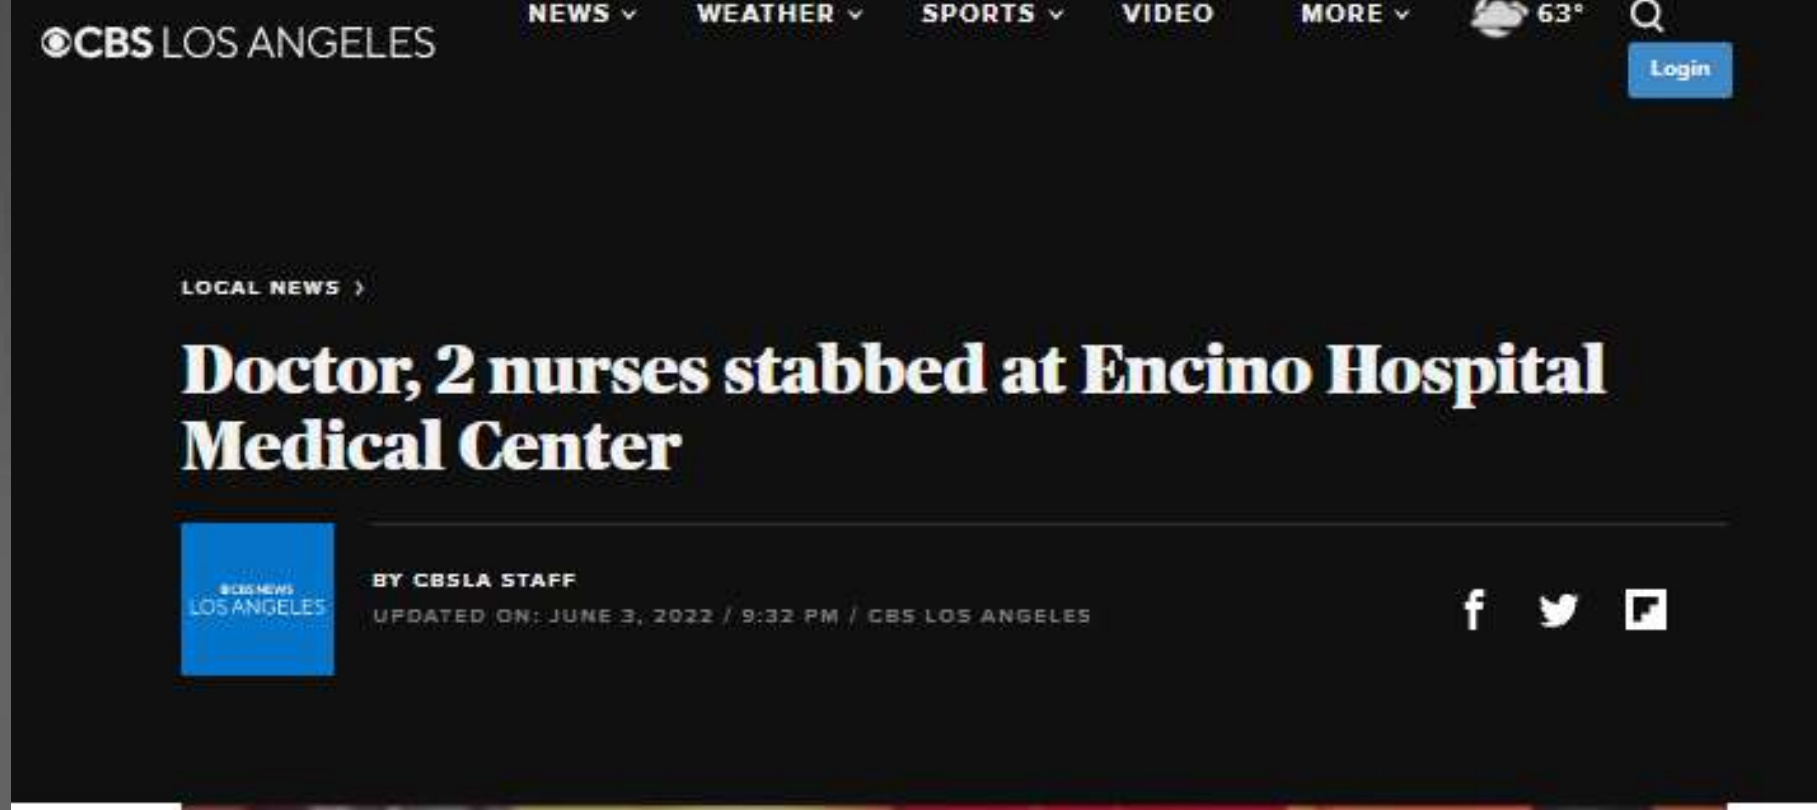 CBS LOS ANGELES
NEWS WEATHER SPORTS VIDEO MORE 63°
Login
LOCAL NEWS >
Doctor, 2 nurses stabbed at Encino Hospital
Medical Center
CBS NEWS
LOS ANGELES
BY CBSLA STAFF
UPDATED ON: JUNE 3, 2022 / 9:32 PM / CBS LOS ANGELES